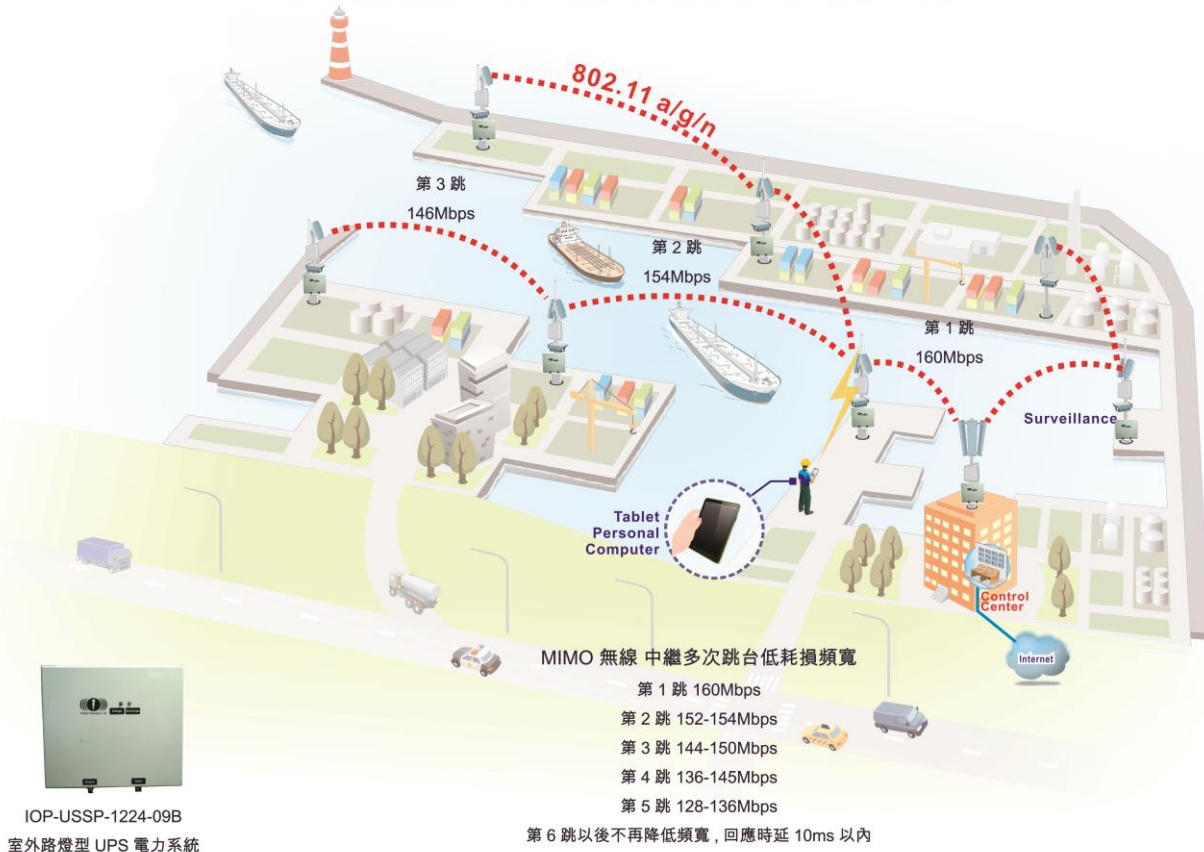 802.11 a/g/n
第 3 跳
146Mbps
第 2 跳
154Mbps
第 1 跳
160Mbps
Surveillance
Tablet
Personal
Computer
Control
Center
Internet
MIMO 無線 中繼多次跳台低耗損頻寬
第 1 跳 160Mbps
第 2 跳 152-154Mbps
第 3 跳 144-150Mbps
第 4 跳 136-145Mbps
第 5 跳 128-136Mbps
第 6 跳以後不再降低頻寬 , 回應時延 10ms 以內
IOP-USSP-1224-09B
室外路燈型 UPS 電力系統